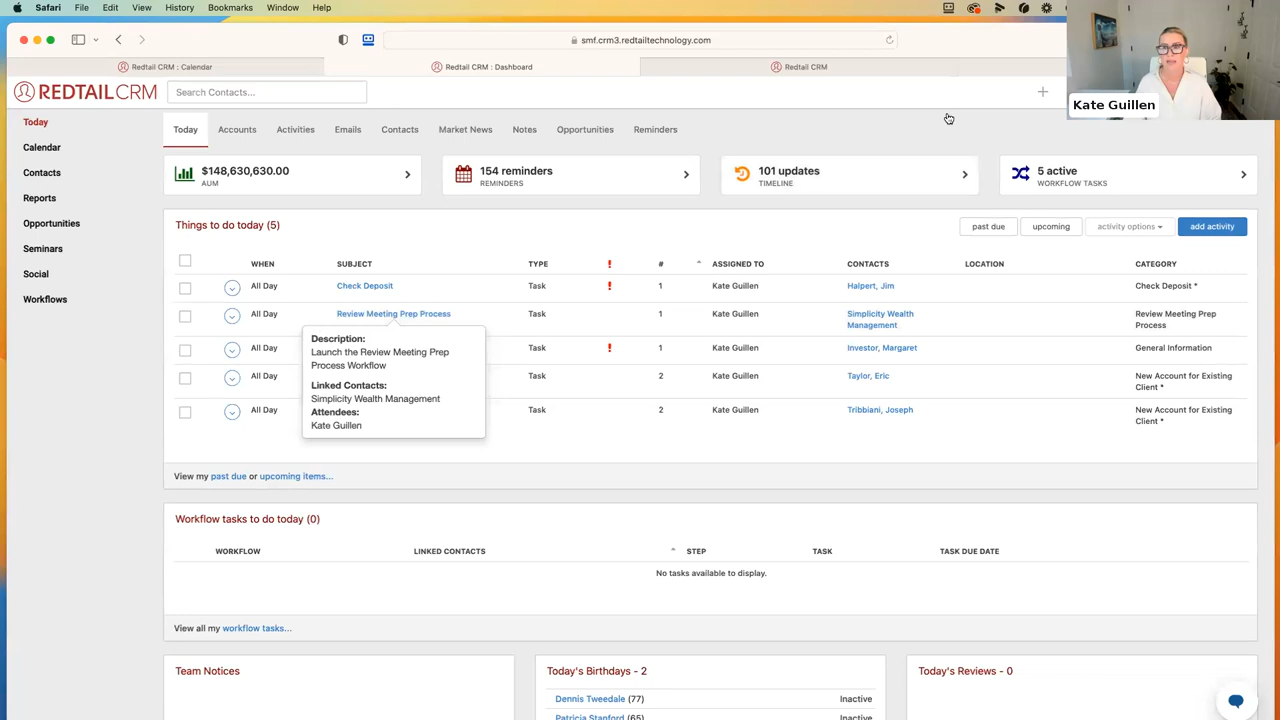 Safari File Edit View History Bookmarks Window Help
smf.crm3.redtailtechnology.com
Redtail CRM : Calendar
Redtail CRM : Dashboard
Redtail CRM
Kate Guillen
REDTAILCRM
Search Contacts...
Today
Calendar
Contacts
Reports
Opportunities
Seminars
Social
Workflows
Today Accounts Activities Emails Contacts Market News Notes Opportunities Reminders
$148,630,630.00
AUM
154 reminders
REMINDERS
101 updates
TIMELINE
5 active
WORKFLOW TASKS
Things to do today (5)
past due upcoming activity options add activity
WHEN SUBJECT TYPE ! # ASSIGNED TO CONTACTS LOCATION CATEGORY
All Day Check Deposit Task ! 1 Kate Guillen Halpert, Jim Check Deposit *
All Day Review Meeting Prep Process Task 1 Kate Guillen Simplicity Wealth Review Meeting Prep
Management Process
All Day Task ! 1 Kate Guillen Investor, Margaret General Information
All Day Task 2 Kate Guillen Taylor, Eric New Account for Existing
Client *
All Day Task 2 Kate Guillen Tribbiani, Joseph New Account for Existing
Client *
Description:
Launch the Review Meeting Prep
Process Workflow
Linked Contacts:
Simplicity Wealth Management
Attendees:
Kate Guillen
View my past due or upcoming items...
Workflow tasks to do today (0)
WORKFLOW LINKED CONTACTS STEP TASK TASK DUE DATE
No tasks available to display.
View all my workflow tasks...
Team Notices
Today's Birthdays - 2
Dennis Tweedale (77) Inactive
Patricia Stanford (65) Inactive
Today's Reviews - 0